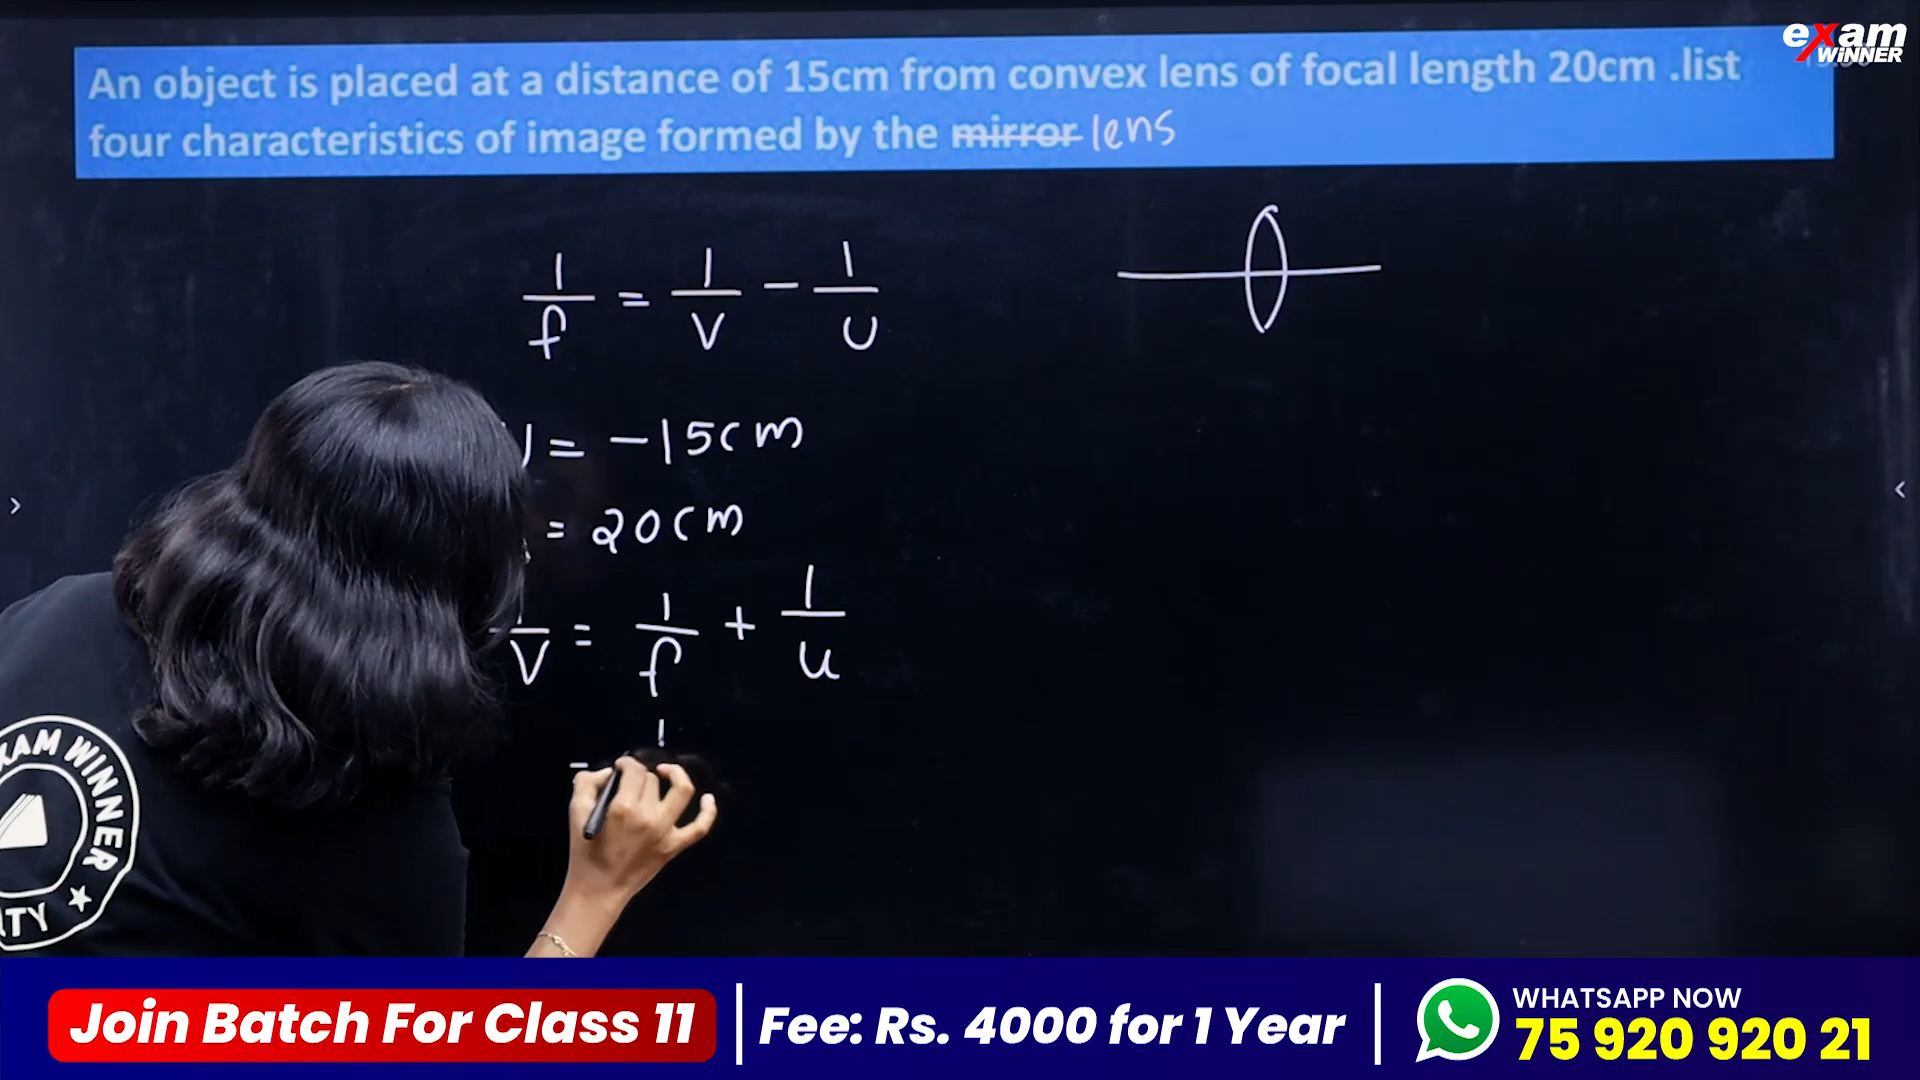 exam
WiNNER
An object is placed at a distance of 15cm from convex lens of focal length 20cm .list
four characteristics of image formed by the mirror lens
1/f = 1/v - 1/u
= -15cm
= 20cm
1/v = 1/f + 1/u
=
EXAM WINNER
ITY
Join Batch For Class 11
Fee: Rs. 4000 for 1 Year
WHATSAPP NOW
75 920 920 21